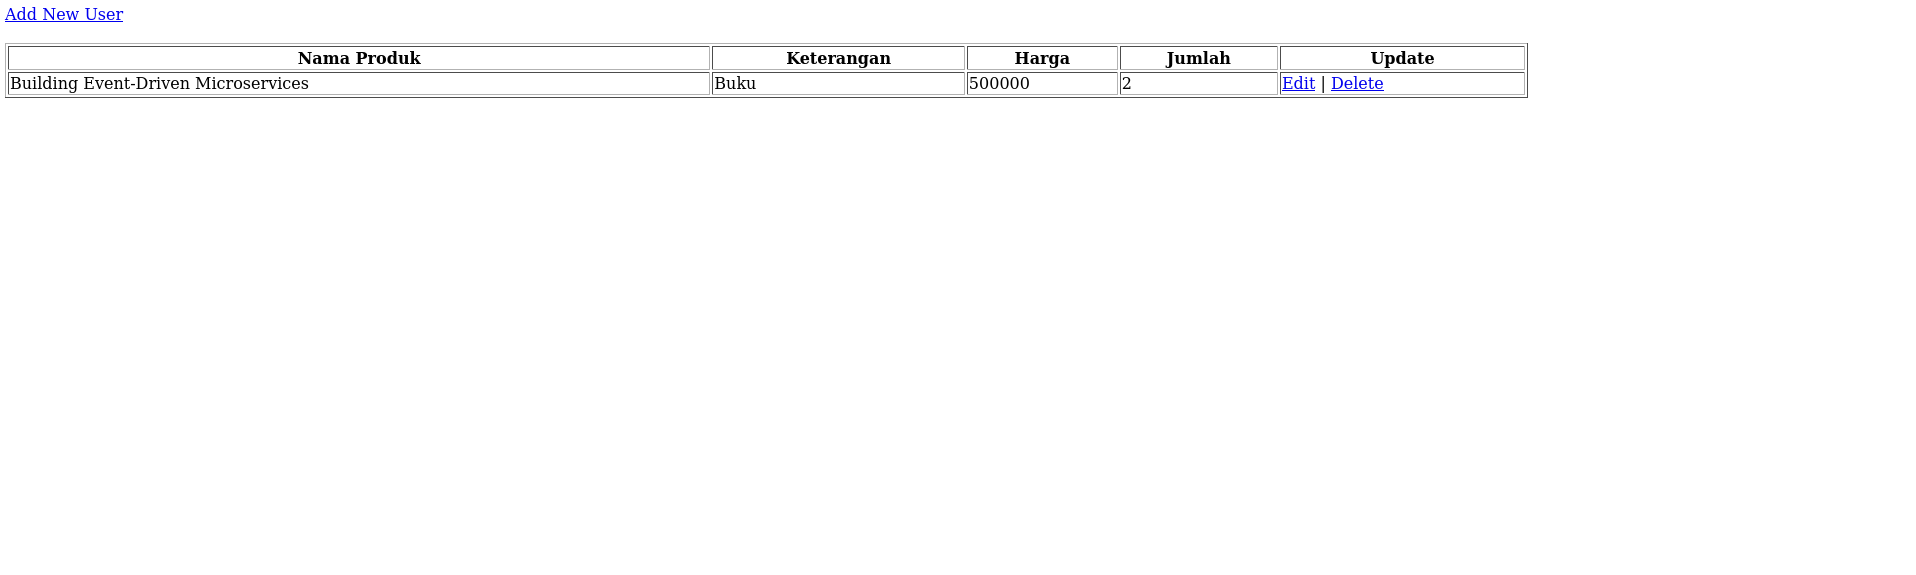 Add New User
Nama Produk Keterangan Harga Jumlah Update
Building Event-Driven Microservices Buku 500000 2 Edit | Delete